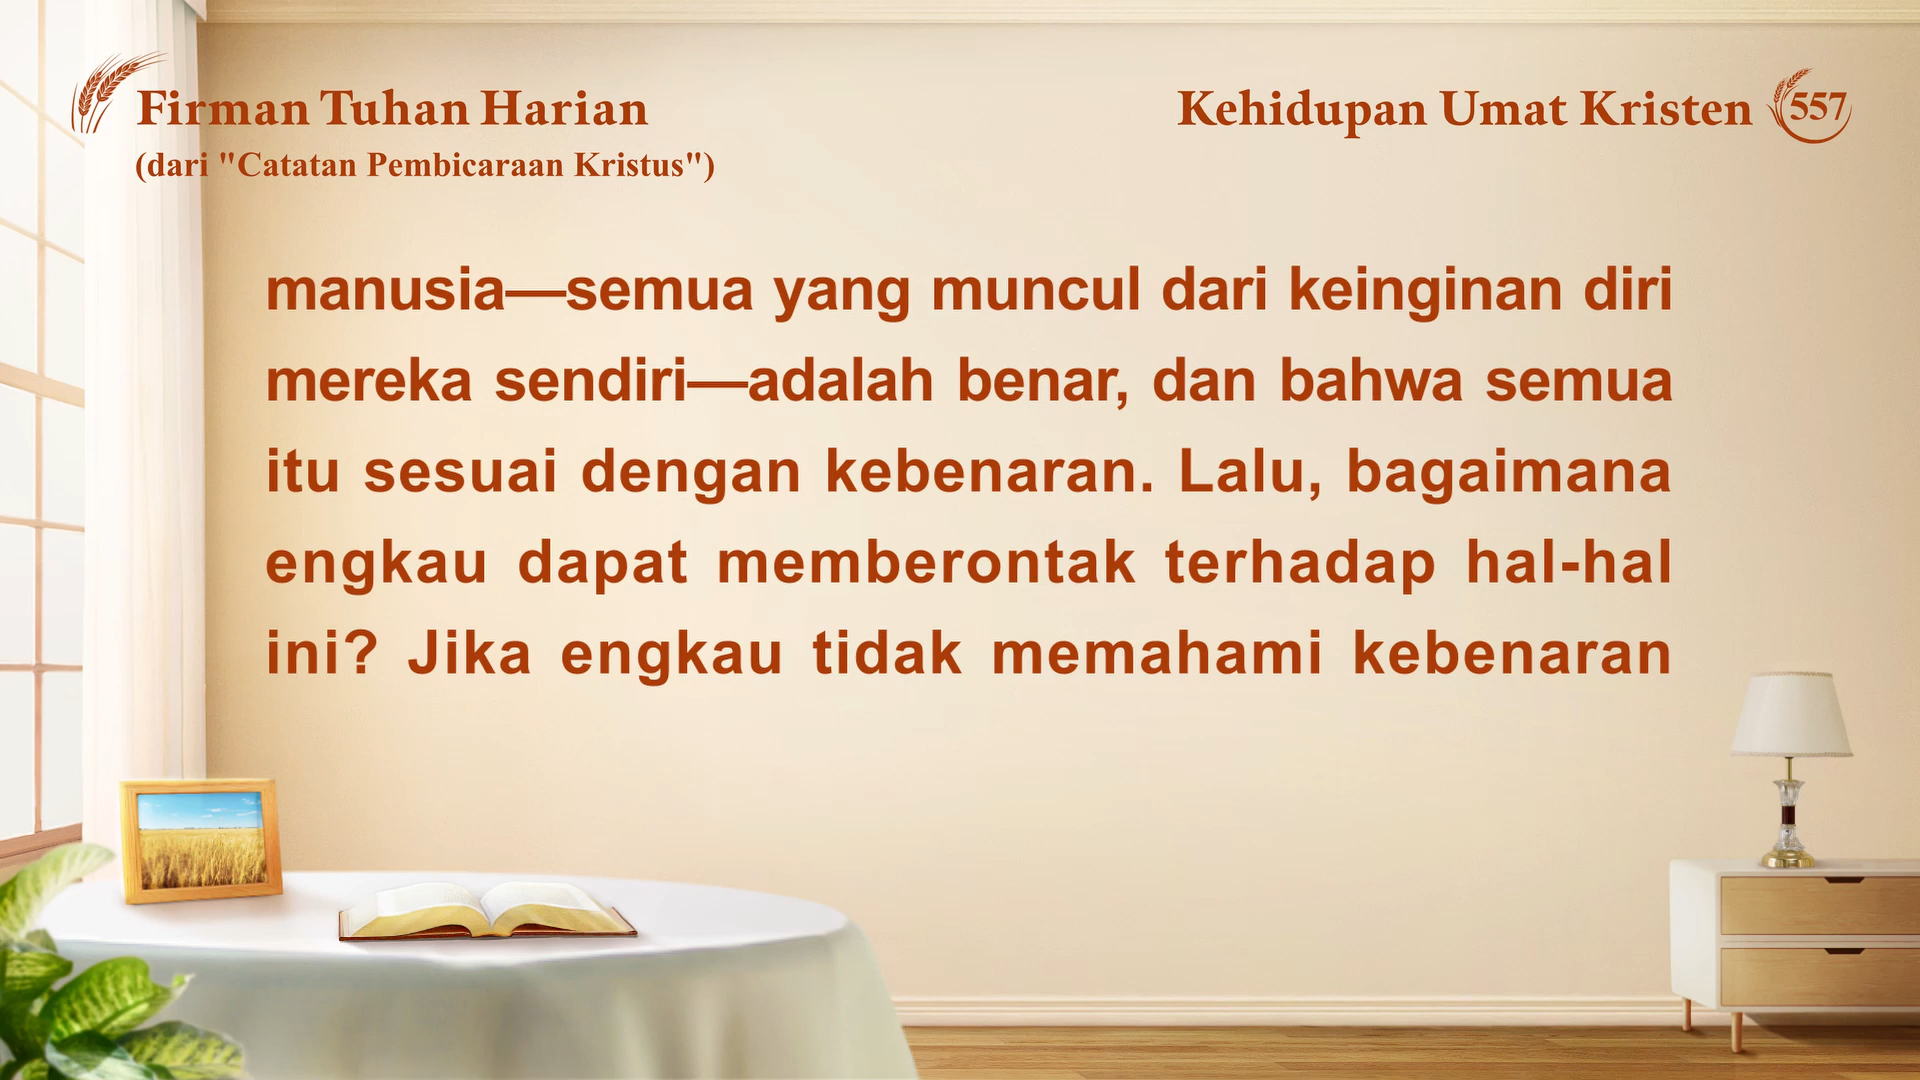 Firman Tuhan Harian
(dari "Catatan Pembicaraan Kristus")
Kehidupan Umat Kristen 557
manusia—semua yang muncul dari keinginan diri
mereka sendiri—adalah benar, dan bahwa semua
itu sesuai dengan kebenaran. Lalu, bagaimana
engkau dapat memberontak terhadap hal-hal
ini? Jika engkau tidak memahami kebenaran